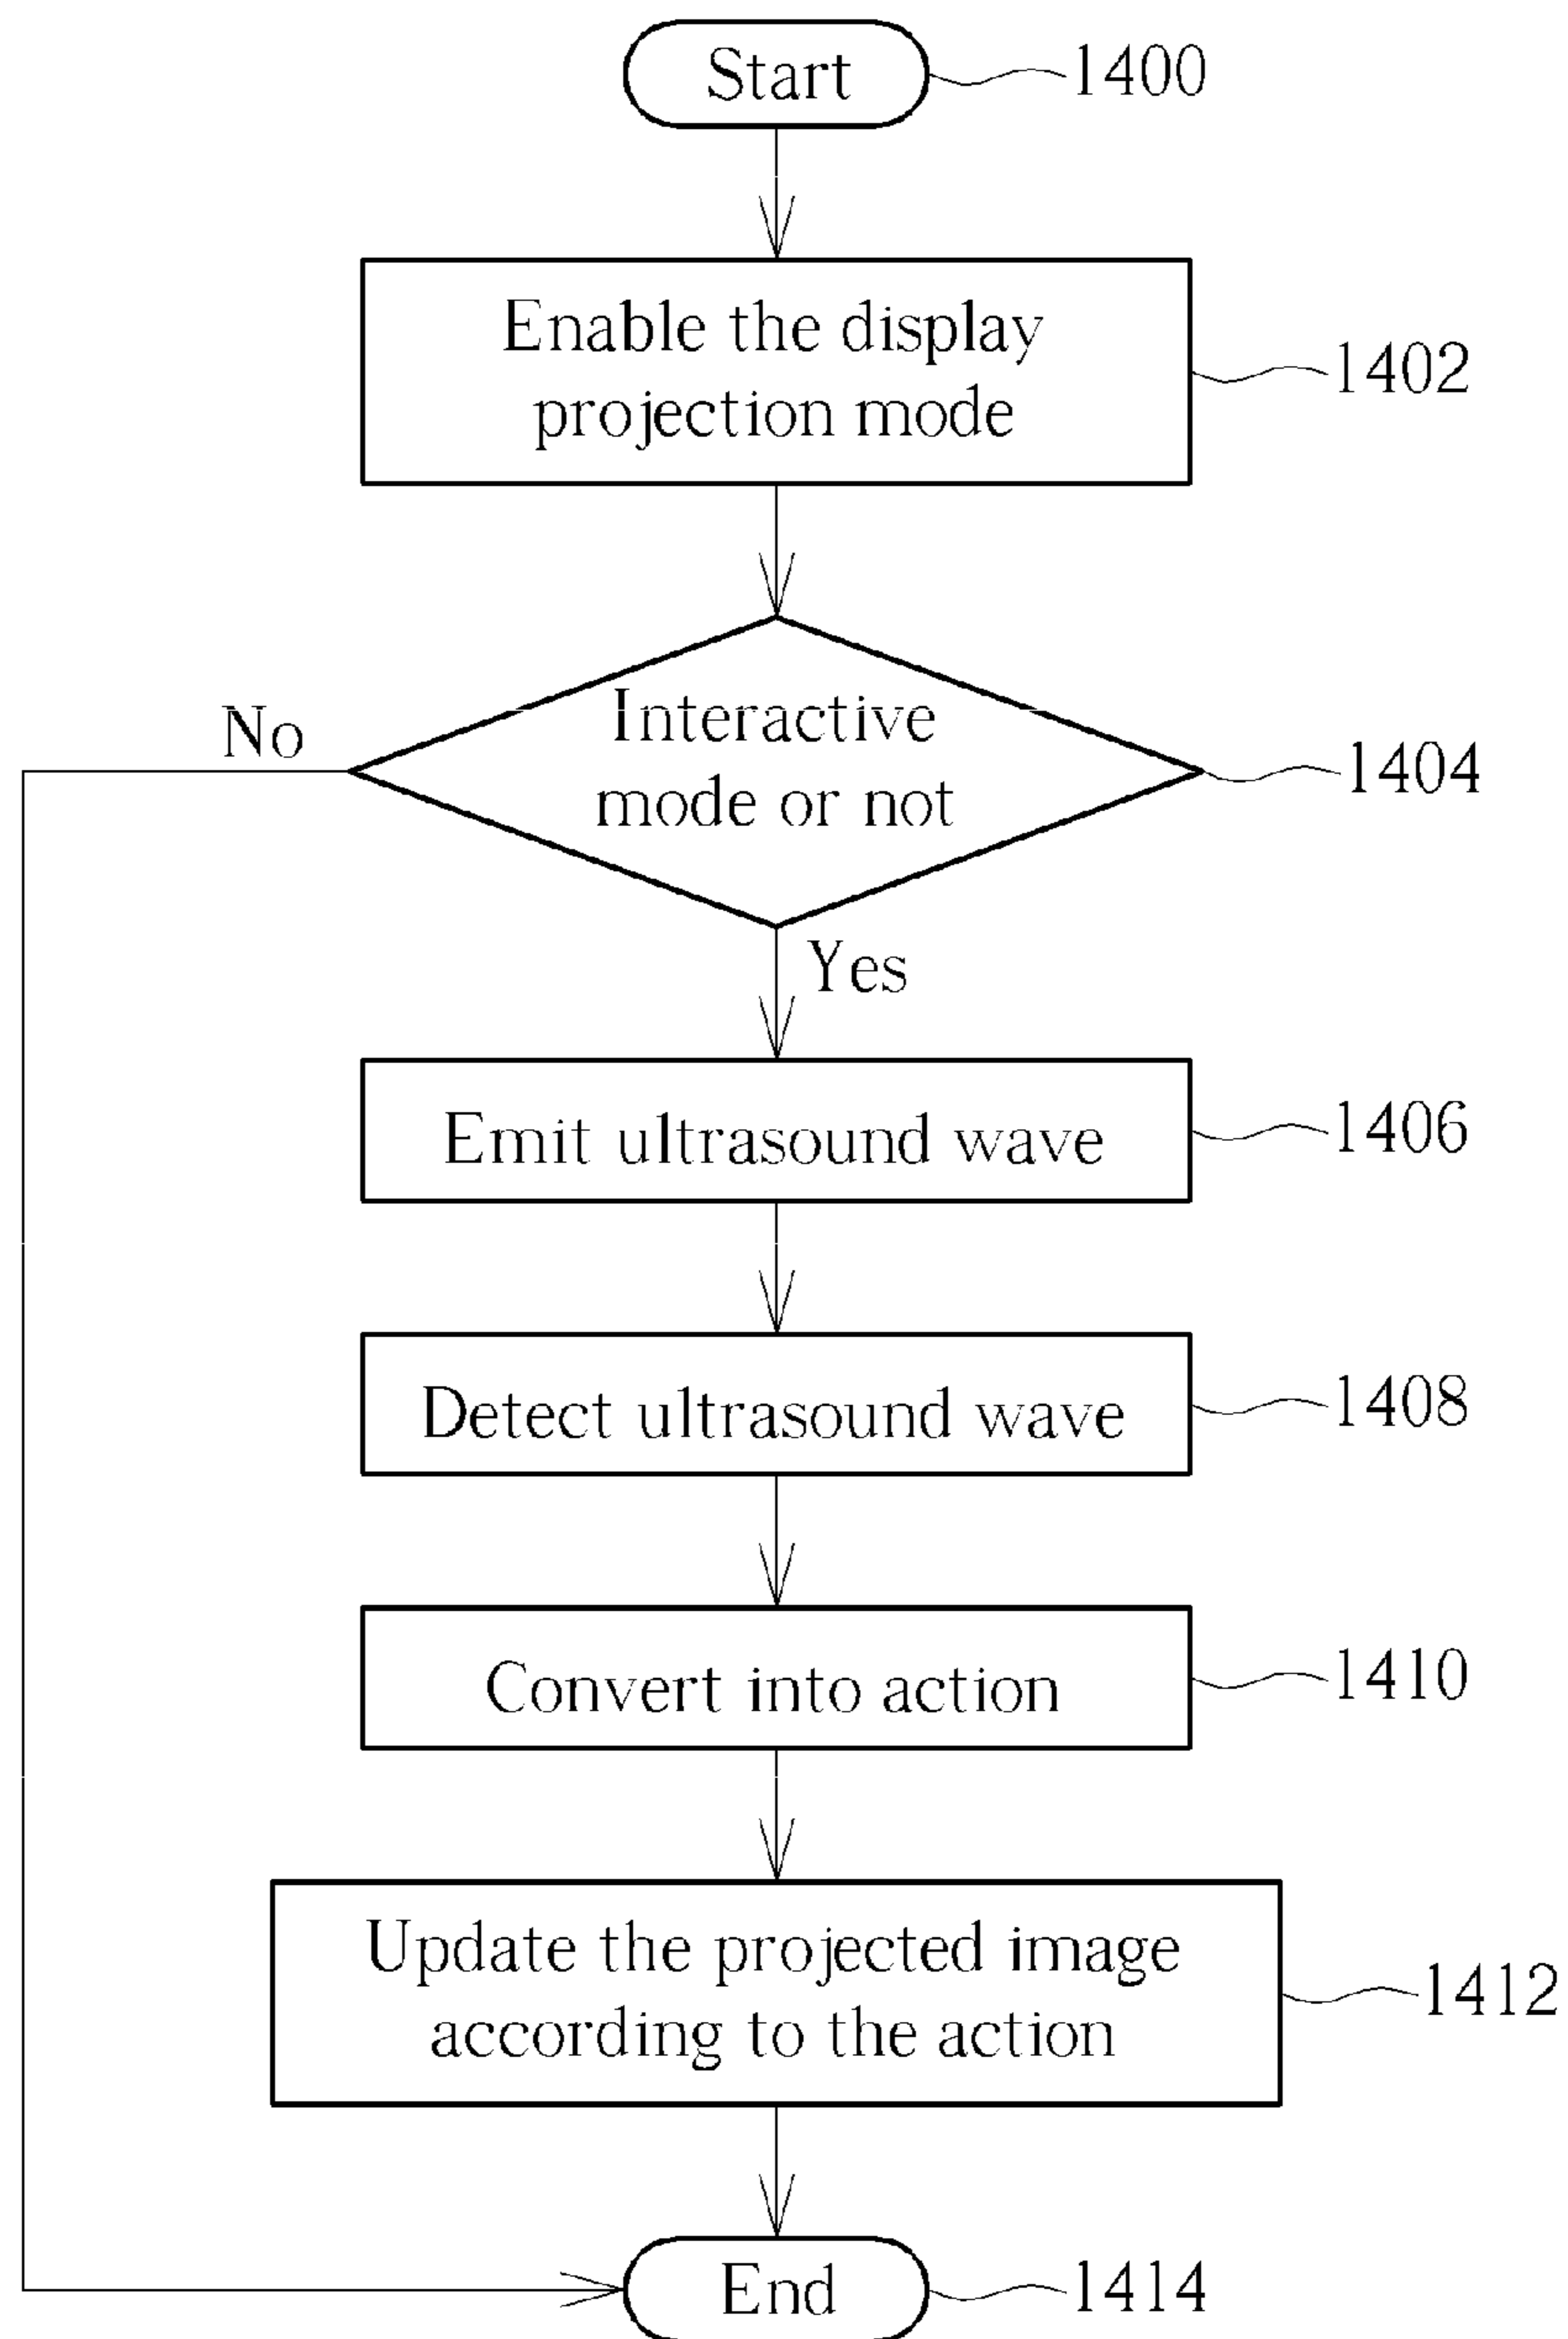 Start
1400
Enable the display
projection mode
1402
Interactive
mode or not
1404
No
Yes
Emit ultrasound wave
1406
Detect ultrasound wave
1408
Convert into action
1410
Update the projected image
according to the action
1412
End
1414